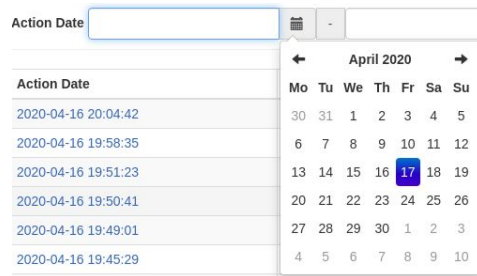 Action Date
-
April 2020
Mo Tu We Th Fr Sa Su
30 31 1 2 3 4 5
6 7 8 9 10 11 12
13 14 15 16 17 18 19
20 21 22 23 24 25 26
27 28 29 30 1 2 3
4 5 6 7 8 9 10
Action Date
2020-04-16 20:04:42
2020-04-16 19:58:35
2020-04-16 19:51:23
2020-04-16 19:50:41
2020-04-16 19:49:01
2020-04-16 19:45:29